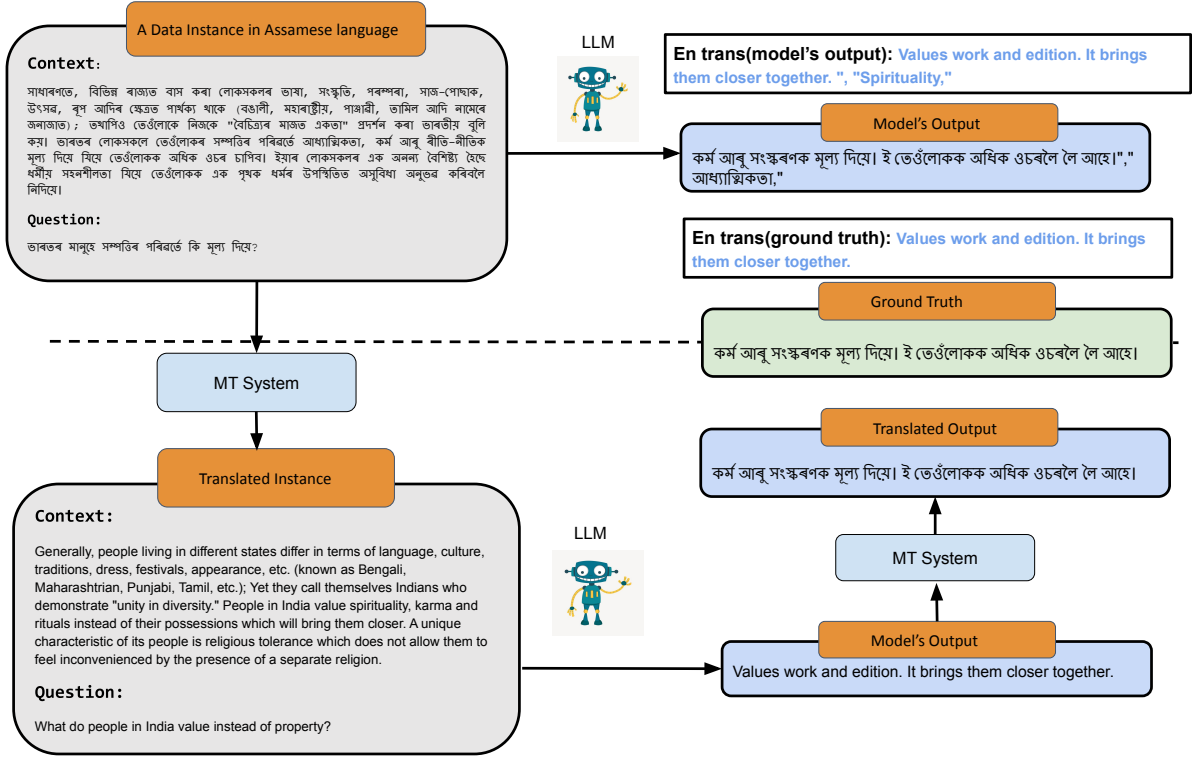 A Data Instance in Assamese language
Context:
সাধাৰণতে, বিভিন্ন ৰাজ্যত বাস কৰা লোকসকলৰ ভাষা, সংস্কৃতি, পৰম্পৰা, সাজ-পোছাক,
উৎসৱ, ৰূপ আদিৰ ক্ষেত্ৰত পাৰ্থক্য থাকে (বঙালী, মহাৰাষ্ট্ৰীয়, পাঞ্জাৱী, তামিল আদি নামেৰে
জনাজাত); তথাপিও তেওঁলোকে নিজকে "বৈচিত্ৰ্যৰ মাজত একতা" প্ৰদৰ্শন কৰা ভাৰতীয় বুলি
কয়। ভাৰতৰ লোকসকলে তেওঁলোকৰ সম্পত্তিৰ পৰিৱৰ্তে আধ্যাত্মিকতা, কৰ্ম আৰু ৰীতি-নীতিক
মূল্য দিয়ে যিয়ে তেওঁলোকক অধিক ওচৰ চাপিব। ইয়াৰ লোকসকলৰ এক অনন্য বৈশিষ্ট্য হৈছে
ধৰ্মীয় সহনশীলতা যিয়ে তেওঁলোকক এক পৃথক ধৰ্মৰ উপস্থিতিত অসুবিধা অনুভৱ কৰিবলৈ
নিদিয়ে।
Question:
ভাৰতৰ মানুহে সম্পত্তিৰ পৰিৱৰ্তে কি মূল্য দিয়ে?
LLM
En trans(model's output): Values work and edition. It brings
them closer together. ", "Spirituality,"
Model's Output
কৰ্ম আৰু সংস্কৰণক মূল্য দিয়ে। ই তেওঁলোকক অধিক ওচৰলৈ লৈ আহে।","
আধ্যাত্মিকতা,"
En trans(ground truth): Values work and edition. It brings
them closer together.
Ground Truth
কৰ্ম আৰু সংস্কৰণক মূল্য দিয়ে। ই তেওঁলোকক অধিক ওচৰলৈ লৈ আহে।
MT System
Translated Instance
Context:
Generally, people living in different states differ in terms of language, culture,
traditions, dress, festivals, appearance, etc. (known as Bengali,
Maharashtrian, Punjabi, Tamil, etc.); Yet they call themselves Indians who
demonstrate "unity in diversity." People in India value spirituality, karma and
rituals instead of their possessions which will bring them closer. A unique
characteristic of its people is religious tolerance which does not allow them to
feel inconvenienced by the presence of a separate religion.
Question:
What do people in India value instead of property?
LLM
Model's Output
Values work and edition. It brings them closer together.
MT System
Translated Output
কৰ্ম আৰু সংস্কৰণক মূল্য দিয়ে। ই তেওঁলোকক অধিক ওচৰলৈ লৈ আহে।